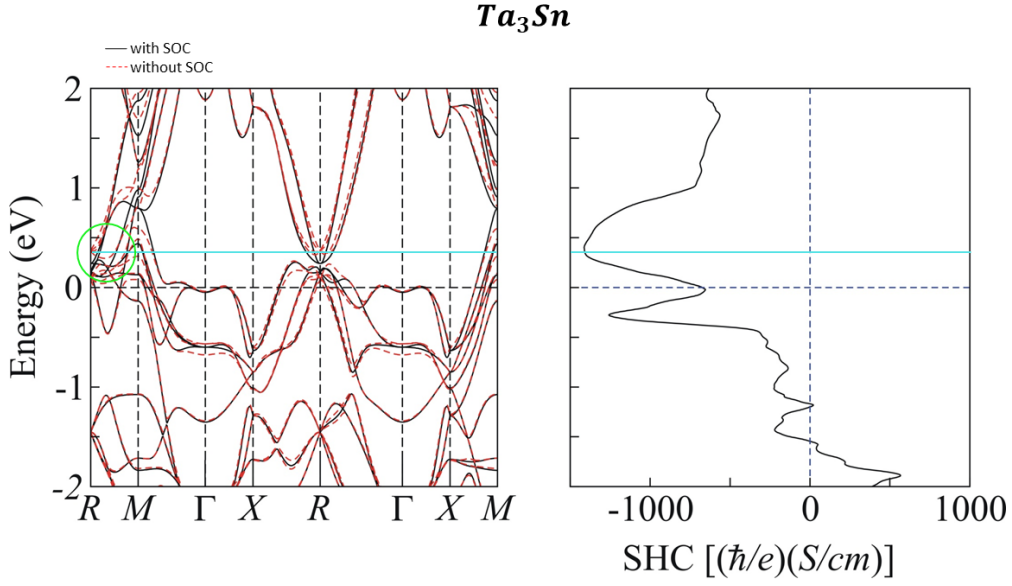 Ta₃Sn
with SOC
without SOC
2
1
0
-1
-2
Energy (eV)
R M Γ X R Γ X M
-1000 0 1000
SHC [(ħ/e)(S/cm)]